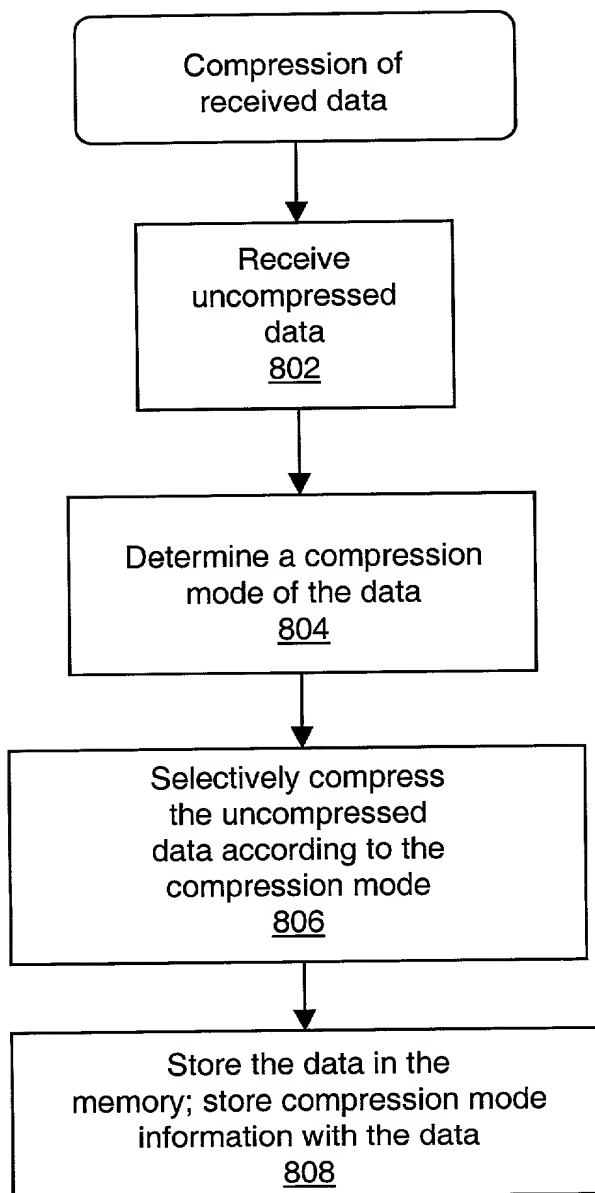 Compression of
received data
Receive
uncompressed
data
802
Determine a compression
mode of the data
804
Selectively compress
the uncompressed
data according to the
compression mode
806
Store the data in the
memory; store compression mode
information with the data
808